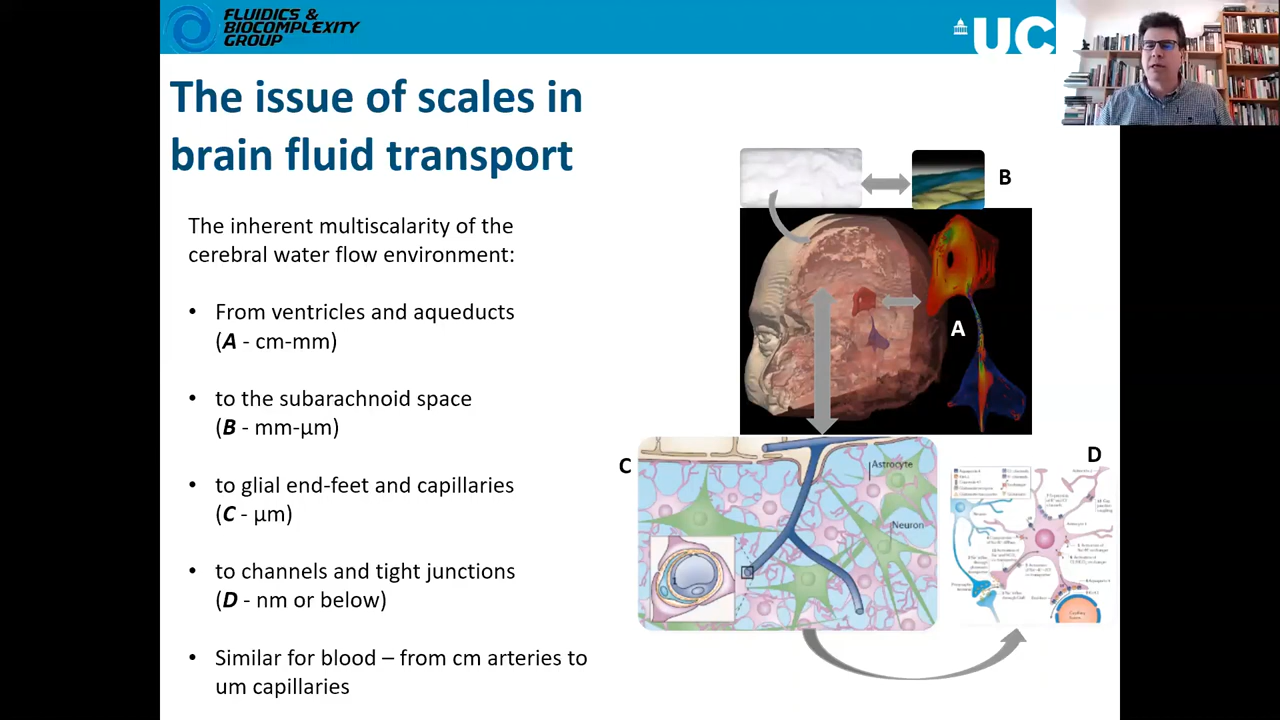 FLUIDICS &
BIOCOMPLEXITY
GROUP
UC
The issue of scales in
brain fluid transport
The inherent multiscalarity of the
cerebral water flow environment:
• From ventricles and aqueducts
(A - cm-mm)
• to the subarachnoid space
(B - mm-μm)
• to glial end-feet and capillaries
(C - μm)
• to channels and tight junctions
(D - nm or below)
• Similar for blood – from cm arteries to
um capillaries
B
A
C
Astrocyte
Neuron
D